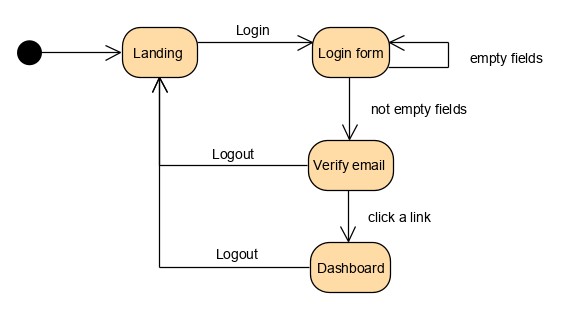 Login
Landing
Login form
empty fields
not empty fields
Logout
Verify email
click a link
Logout
Dashboard